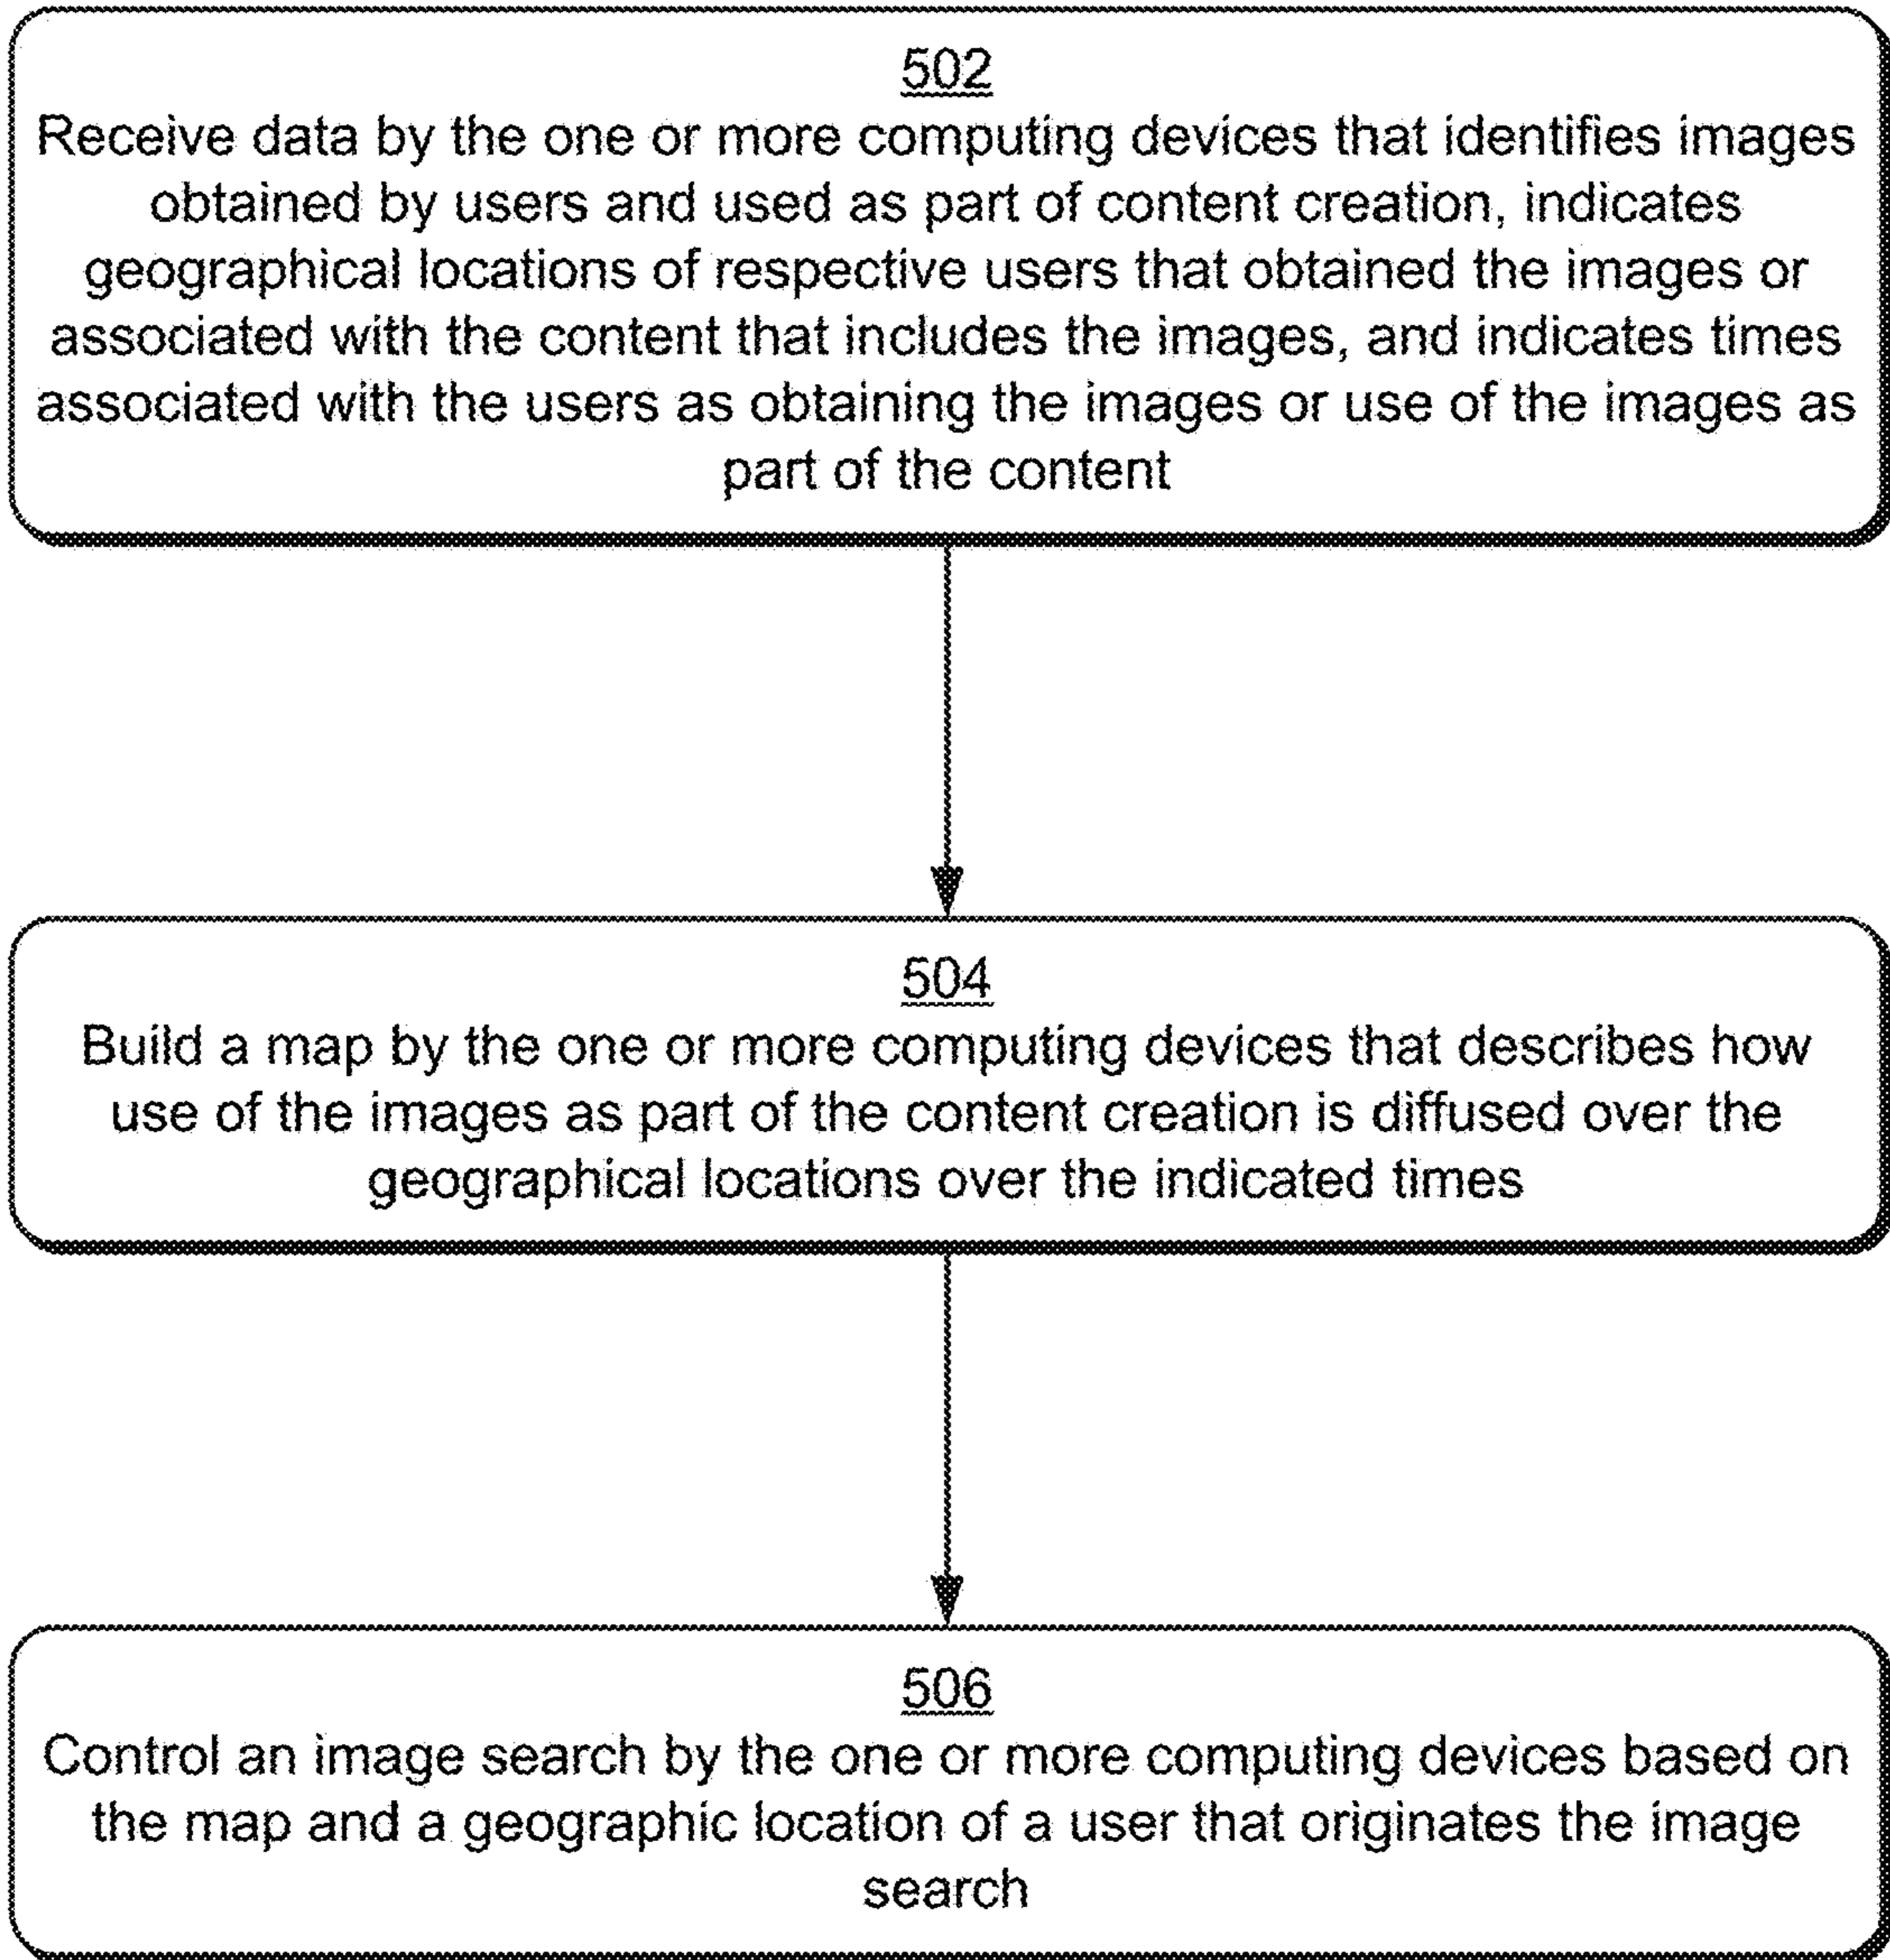 502
Receive data by the one or more computing devices that identifies images
obtained by users and used as part of content creation, indicates
geographical locations of respective users that obtained the images or
associated with the content that includes the images, and indicates times
associated with the users as obtaining the images or use of the images as
part of the content
504
Build a map by the one or more computing devices that describes how
use of the images as part of the content creation is diffused over the
geographical locations over the indicated times
506
Control an image search by the one or more computing devices based on
the map and a geographic location of a user that originates the image
search